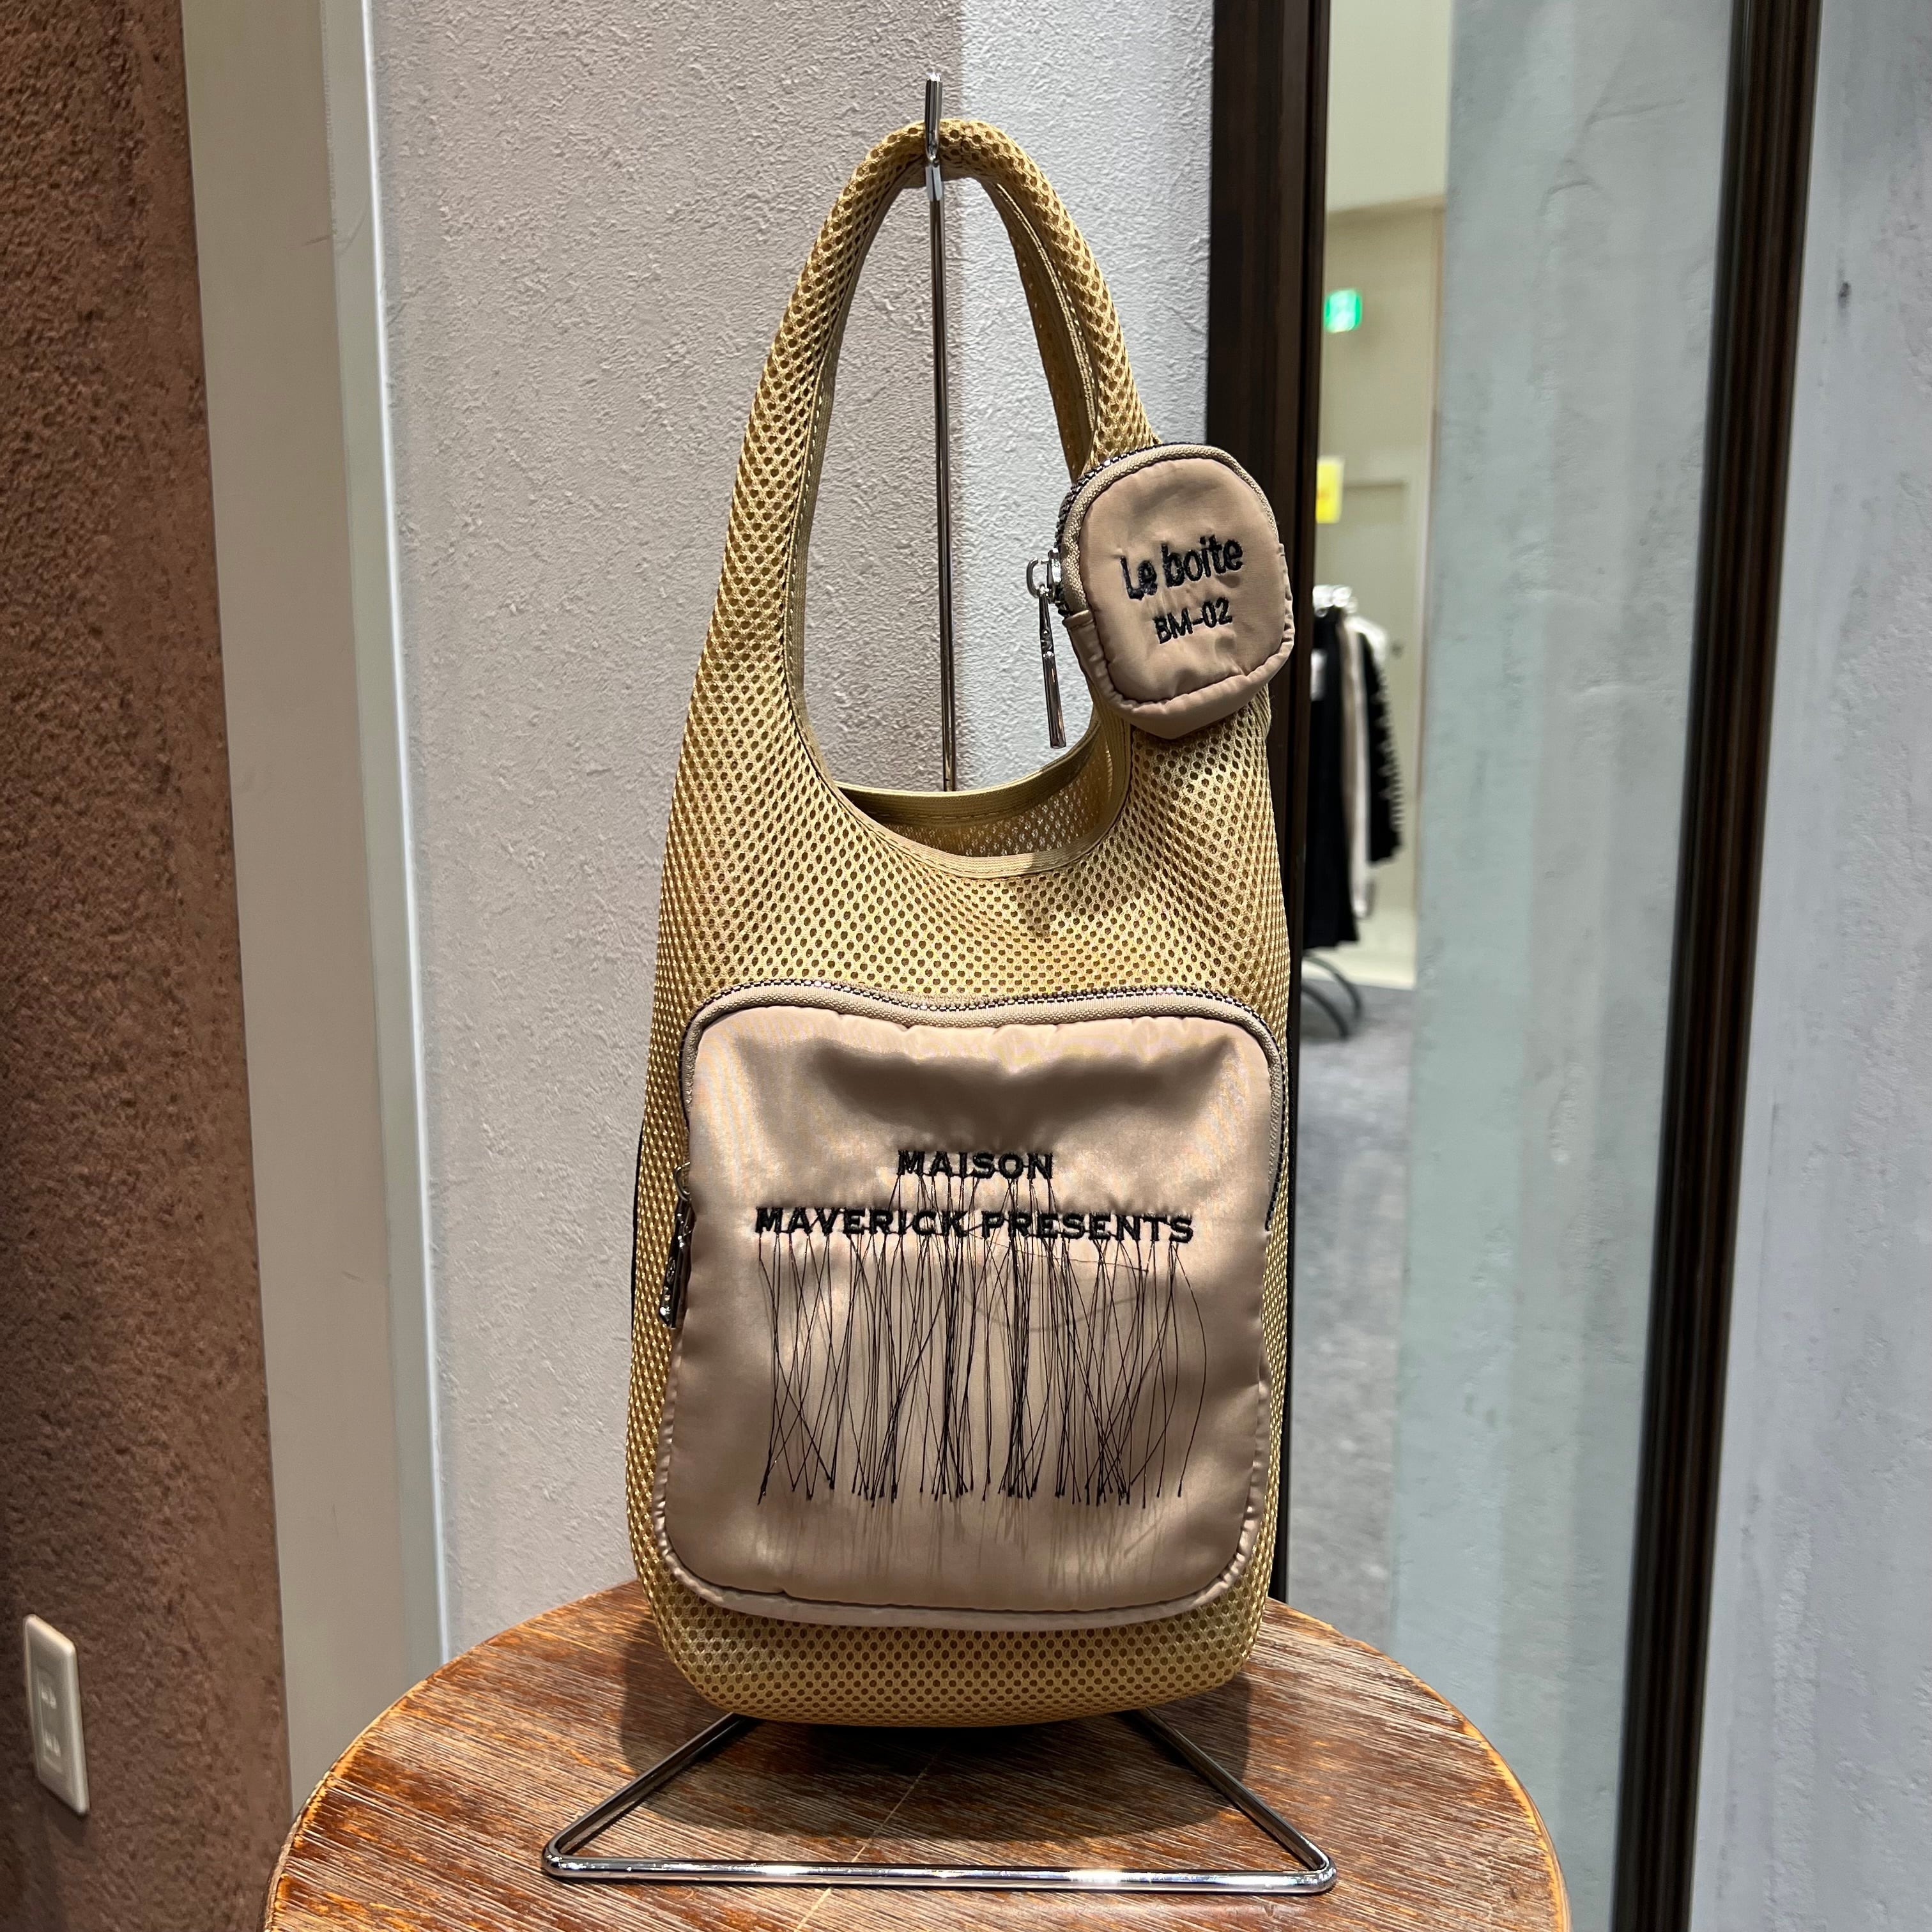 Le boite
BM-02
MAISON
MAVERICK PRESENTS